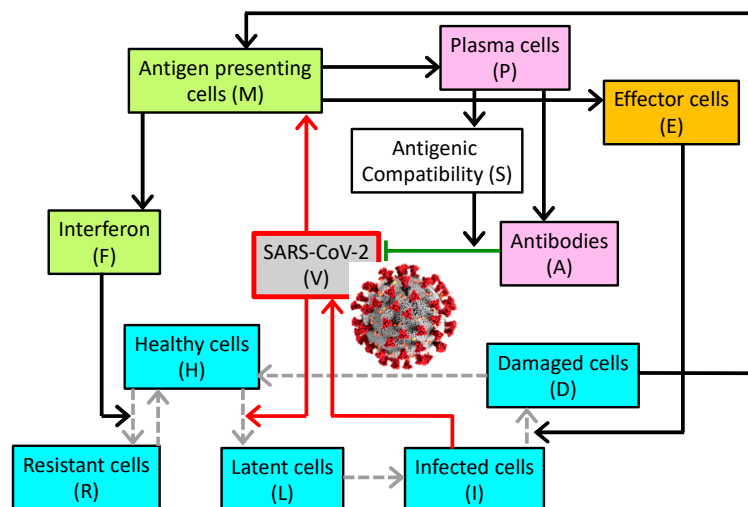 Plasma cells
(P)
Antigen presenting
cells (M)
Effector cells
(E)
Antigenic
Compatibility (S)
Interferon
(F)
SARS-CoV-2
(V)
Antibodies
(A)
Healthy cells
(H)
Damaged cells
(D)
Resistant cells
(R)
Latent cells
(L)
Infected cells
(I)